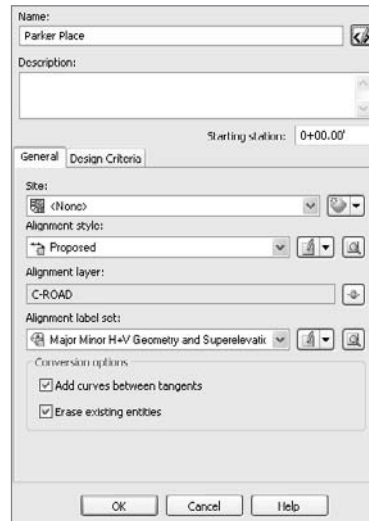 Name:
Parker Place
Description:
Starting station: 0+00.00'
General Design Criteria
Site:
<None>
Alignment style:
Proposed
Alignment layer:
C-ROAD
Alignment label set:
Major Minor H+V Geometry and Superelevatic
Conversion options
Add curves between tangents
Erase existing entities
OK Cancel Help